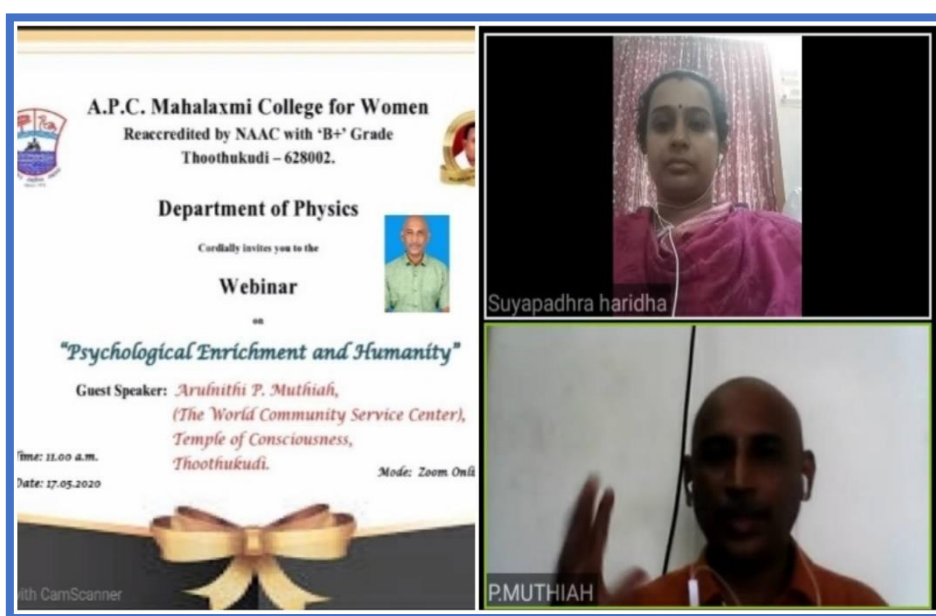 A.P.C. Mahalaxmi College for Women
Reaccredited by NAAC with ‘B+’ Grade
Thoothukudi – 628002.
Department of Physics
Cordially invites you to the
Webinar
on
“Psychological Enrichment and Humanity”
Guest Speaker: Arulnithi P. Muthiah,
(The World Community Service Center),
Temple of Consciousness,
Thoothukudi.
Time: 11.00 a.m.
Mode: Zoom Onli
Date: 17.05.2020
with CamScanner
Suyapadhra haridha
P.MUTHIAH